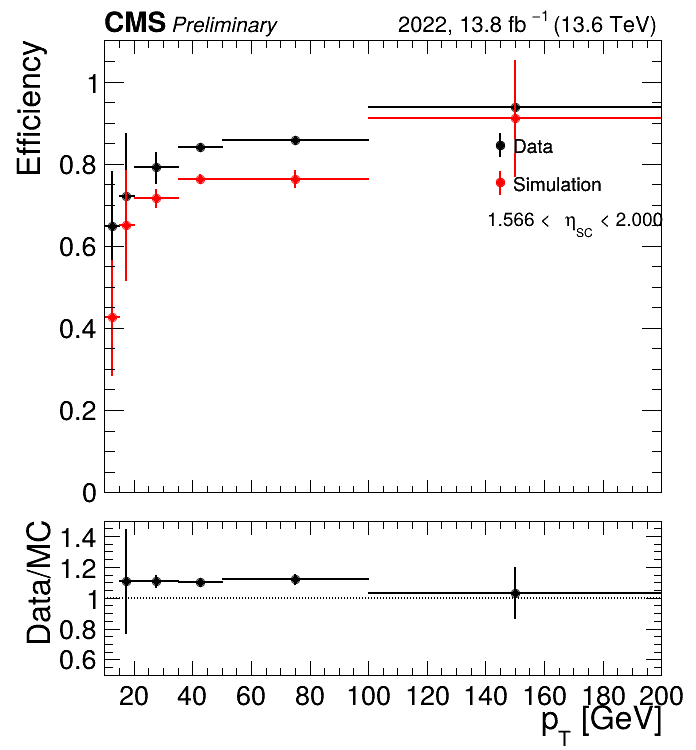 CMS Preliminary 2022, 13.8 fb⁻¹ (13.6 TeV)
Efficiency
1
0.8
0.6
0.4
0.2
0
Data
Simulation
1.566 < η_SC < 2.000
Data/MC
1.4
1.2
1
0.8
0.6
20 40 60 80 100 120 140 160 180 200
p_T [GeV]